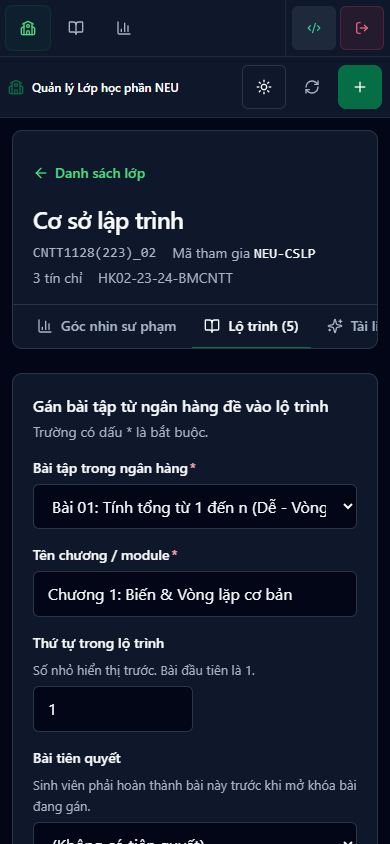 Quản lý Lớp học phần NEU
Danh sách lớp
Cơ sở lập trình
CNTT1128(223)_02 Mã tham gia NEU-CSLP
3 tín chỉ HK02-23-24-BMCNTT
Góc nhìn sư phạm Lộ trình (5) Tài li
Gán bài tập từ ngân hàng đề vào lộ trình
Trường có dấu * là bắt buộc.
Bài tập trong ngân hàng*
Bài 01: Tính tổng từ 1 đến n (Dễ - Vòng
Tên chương / module*
Chương 1: Biến & Vòng lặp cơ bản
Thứ tự trong lộ trình
Số nhỏ hiển thị trước. Bài đầu tiên là 1.
1
Bài tiên quyết
Sinh viên phải hoàn thành bài này trước khi mở khóa bài
đang gán.
(Không có tiên quyết)